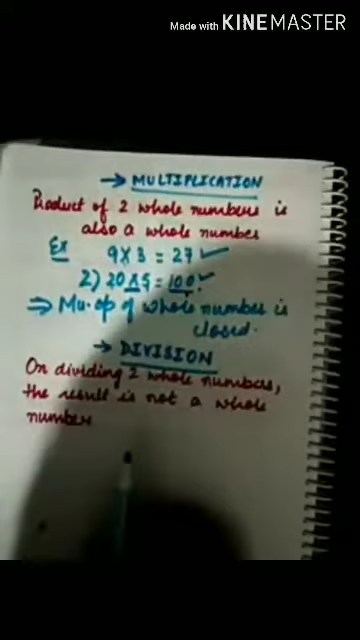 Made with KINEMASTER
→ MULTIPLICATION
Product of 2 whole numbers is
also a whole number
Ex 9 X 3 = 27 ✓
2) 20 X 5 = 100 ✓
⇒ Mu. op of whole number is
closed.
→ DIVISION
On dividing 2 whole numbers,
the result is not a whole
number